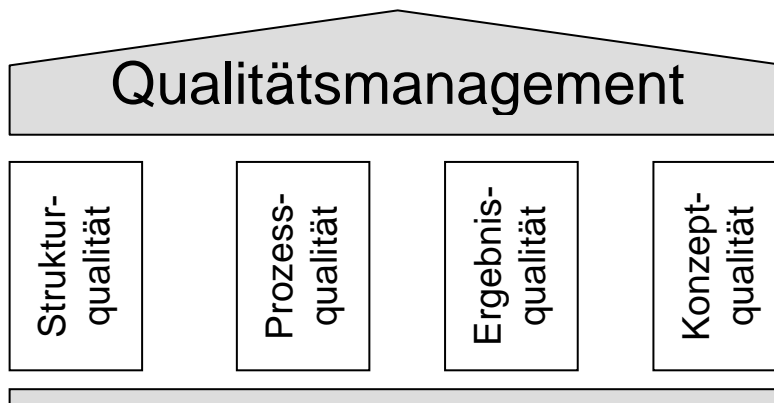 Qualitätsmanagement
Struktur-
qualität
Prozess-
qualität
Ergebnis-
qualität
Konzept-
qualität